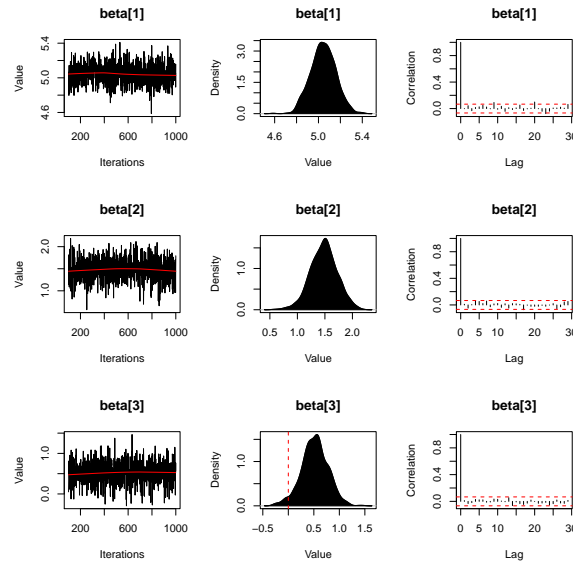 beta[1] beta[1] beta[1]
Value 4.6 5.0 5.4
200 600 1000
Iterations
Density 0.0 1.5 3.0
4.6 5.0 5.4
Value
Correlation 0.0 0.4 0.8
0 5 10 20 30
Lag
beta[2] beta[2] beta[2]
Value 1.0 2.0
200 600 1000
Iterations
Density 0.0 1.0
0.5 1.0 1.5 2.0
Value
Correlation 0.0 0.4 0.8
0 5 10 20 30
Lag
beta[3] beta[3] beta[3]
Value 0.0 1.0
200 600 1000
Iterations
Density 0.0 1.0
−0.5 0.5 1.5
Value
Correlation 0.0 0.4 0.8
0 5 10 20 30
Lag